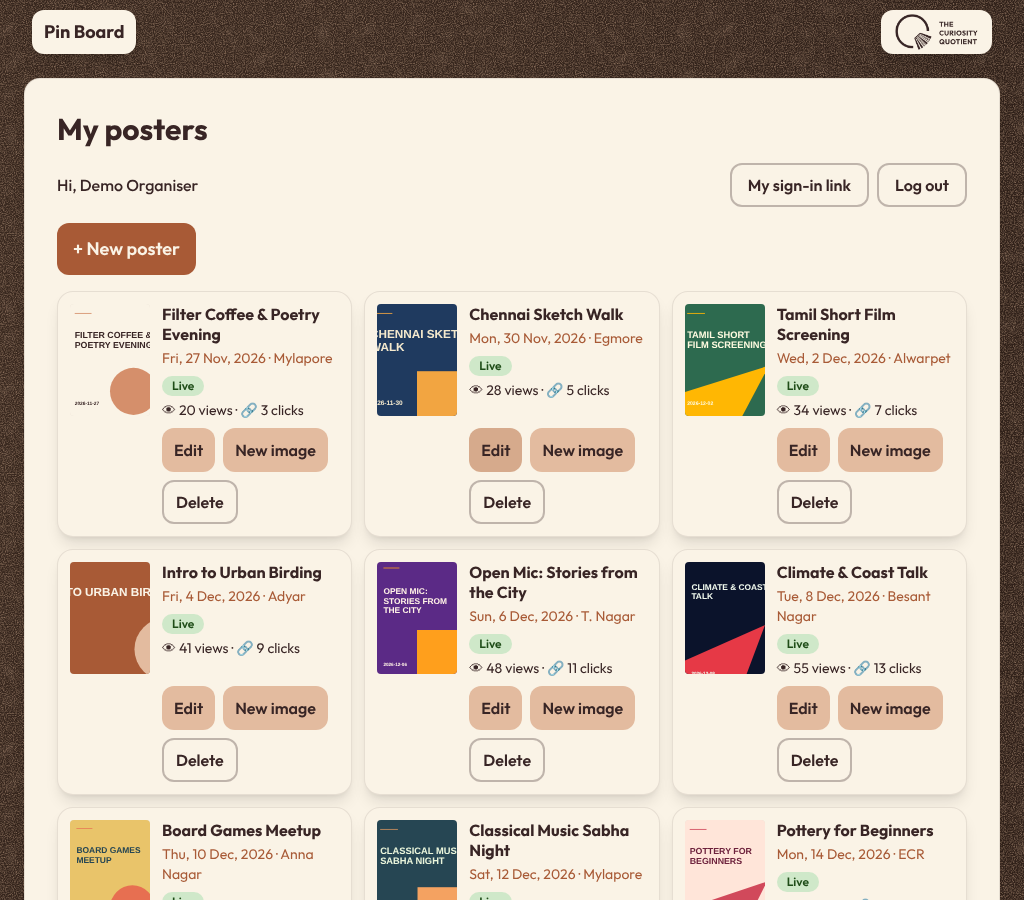 Pin Board
THE
CURIOSITY
QUOTIENT
My posters
Hi, Demo Organiser
My sign-in link
Log out
+ New poster
FILTER COFFEE &
POETRY EVENING
2026-11-27
Filter Coffee & Poetry
Evening
Fri, 27 Nov, 2026 · Mylapore
Live
👁 20 views · 🔗 3 clicks
Edit
New image
Delete
CHENNAI SKET
WALK
26-11-30
Chennai Sketch Walk
Mon, 30 Nov, 2026 · Egmore
Live
👁 28 views · 🔗 5 clicks
Edit
New image
Delete
TAMIL SHORT
FILM SCREENING
2026-12-02
Tamil Short Film
Screening
Wed, 2 Dec, 2026 · Alwarpet
Live
👁 34 views · 🔗 7 clicks
Edit
New image
Delete
TO URBAN BIR
Intro to Urban Birding
Fri, 4 Dec, 2026 · Adyar
Live
👁 41 views · 🔗 9 clicks
Edit
New image
Delete
OPEN MIC:
STORIES FROM
THE CITY
2026-12-06
Open Mic: Stories from
the City
Sun, 6 Dec, 2026 · T. Nagar
Live
👁 48 views · 🔗 11 clicks
Edit
New image
Delete
CLIMATE & COAST
TALK
Climate & Coast Talk
Tue, 8 Dec, 2026 · Besant
Nagar
Live
👁 55 views · 🔗 13 clicks
Edit
New image
Delete
BOARD GAMES
MEETUP
Board Games Meetup
Thu, 10 Dec, 2026 · Anna
Nagar
Live
CLASSICAL MUS
SABHA NIGHT
Classical Music Sabha
Night
Sat, 12 Dec, 2026 · Mylapore
Live
POTTERY FOR
BEGINNERS
Pottery for Beginners
Mon, 14 Dec, 2026 · ECR
Live